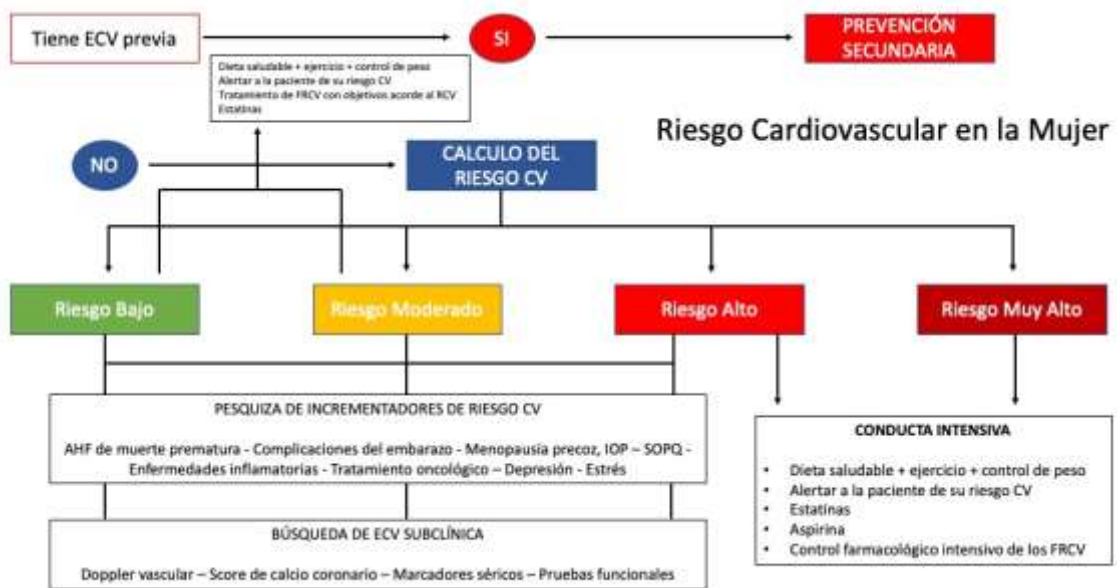 Tiene ECV previa
SI
PREVENCIÓN
SECUNDARIA
Dieta saludable + ejercicio + control de peso
Alertar a la paciente de su riesgo CV
Tratamiento de FRCV con objetivos acorde al RCV
Estatinas
Riesgo Cardiovascular en la Mujer
NO
CALCULO DEL
RIESGO CV
Riesgo Bajo
Riesgo Moderado
Riesgo Alto
Riesgo Muy Alto
PESQUIZA DE INCREMENTADORES DE RIESGO CV
AHF de muerte prematura - Complicaciones del embarazo - Menopausia precoz, IOP – SOPQ -
Enfermedades inflamatorias - Tratamiento oncológico – Depresión - Estrés
BÚSQUEDA DE ECV SUBCLÍNICA
Doppler vascular – Score de calcio coronario – Marcadores séricos – Pruebas funcionales
CONDUCTA INTENSIVA
• Dieta saludable + ejercicio + control de peso
• Alertar a la paciente de su riesgo CV
• Estatinas
• Aspirina
• Control farmacológico intensivo de los FRCV